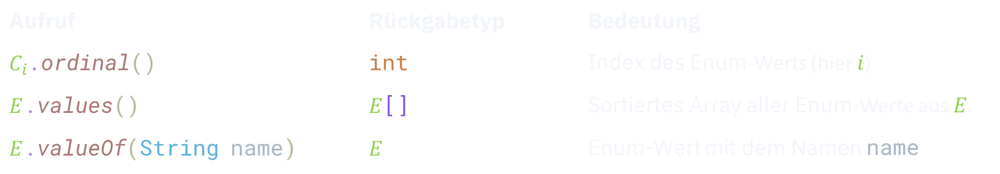 Aufruf Rückgabetyp Bedeutung
Cᵢ.ordinal() int Index des Enum-Werts (hier i)
E.values() E[] Sortiertes Array aller Enum-Werte aus E.
E.valueOf(String name) E Enum-Wert mit dem Namen name